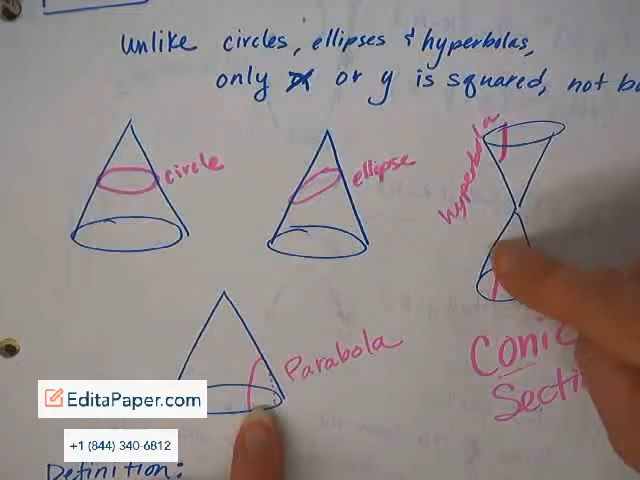 Unlike circles, ellipses & hyperbolas,
only x or y is squared, not bo
circle
ellipse
hyperbola
Parabola
Conic
Secti
EditaPaper.com
+1 (844) 340-6812
Definition: